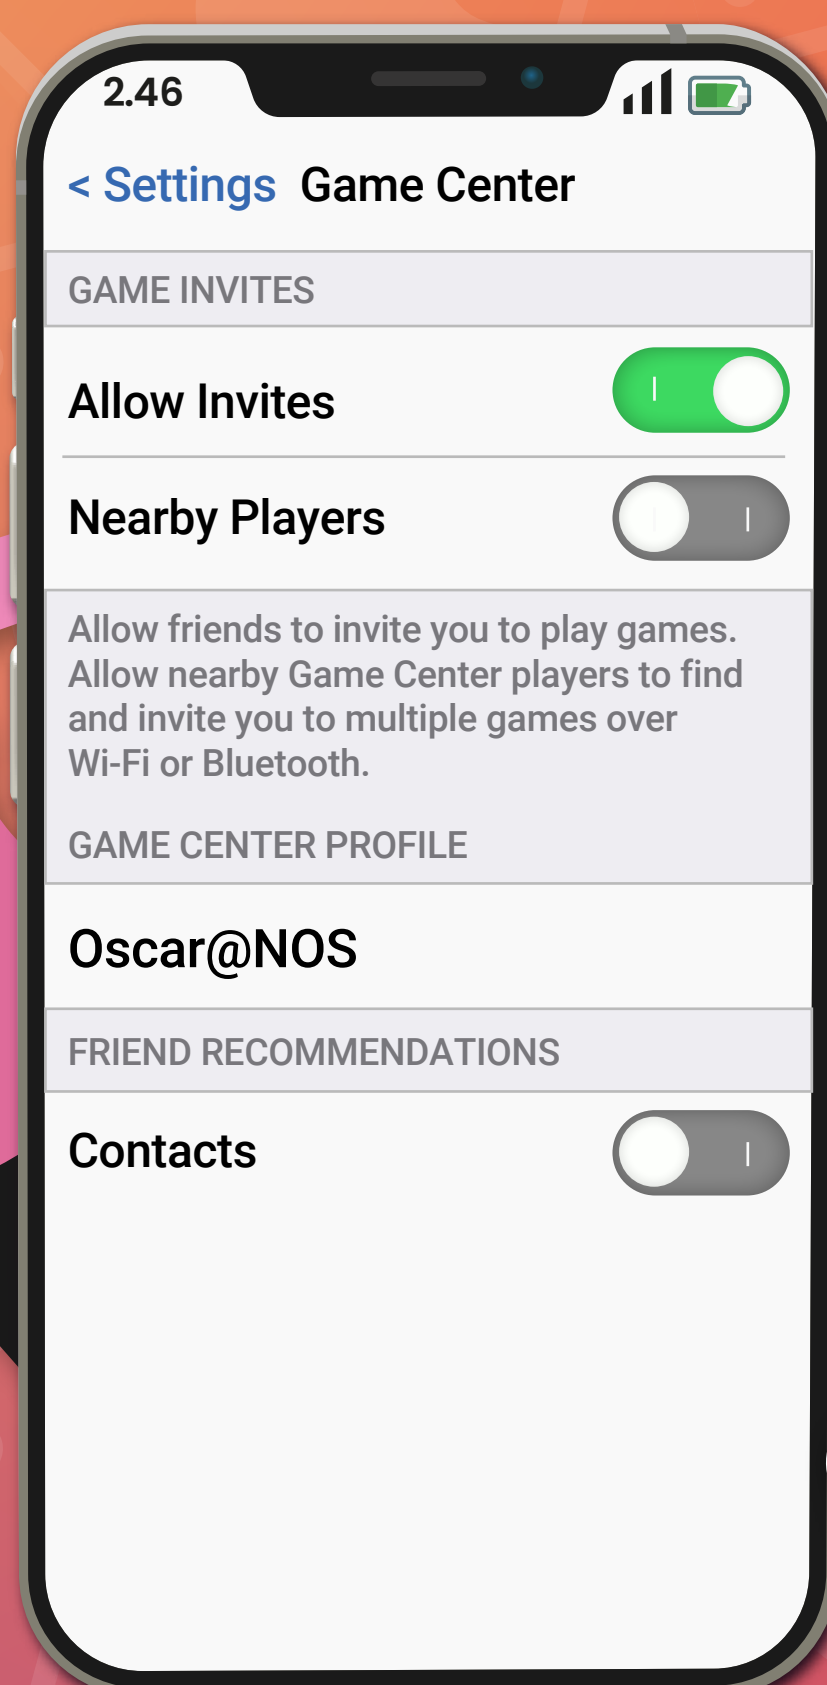 2.46
< Settings Game Center
GAME INVITES
Allow Invites
Nearby Players
Allow friends to invite you to play games.
Allow nearby Game Center players to find
and invite you to multiple games over
Wi-Fi or Bluetooth.
GAME CENTER PROFILE
Oscar@NOS
FRIEND RECOMMENDATIONS
Contacts